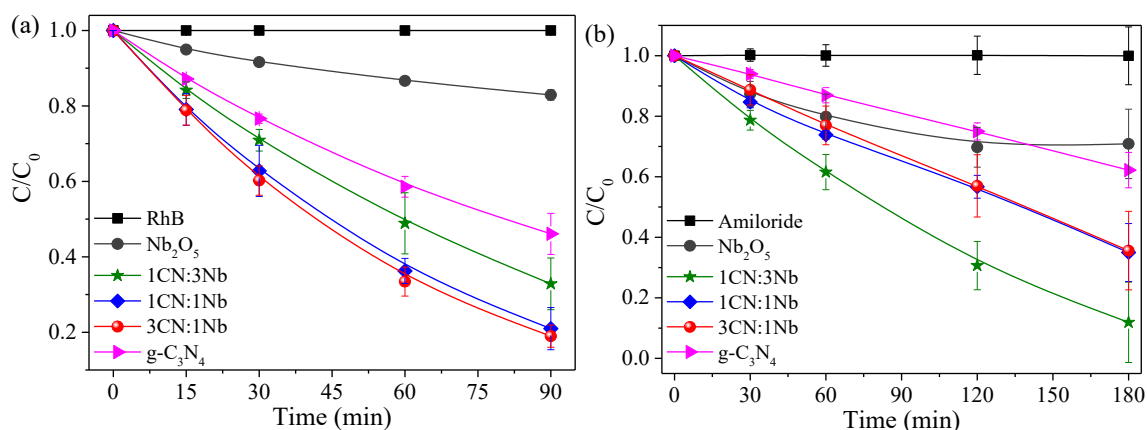 (a)
C/C₀
1.0
0.8
0.6
0.4
0.2
RhB
Nb₂O₅
1CN:3Nb
1CN:1Nb
3CN:1Nb
g-C₃N₄
0 15 30 45 60 75 90
Time (min)
(b)
C/C₀
1.0
0.8
0.6
0.4
0.2
0.0
Amiloride
Nb₂O₅
1CN:3Nb
1CN:1Nb
3CN:1Nb
g-C₃N₄
0 30 60 90 120 150 180
Time (min)